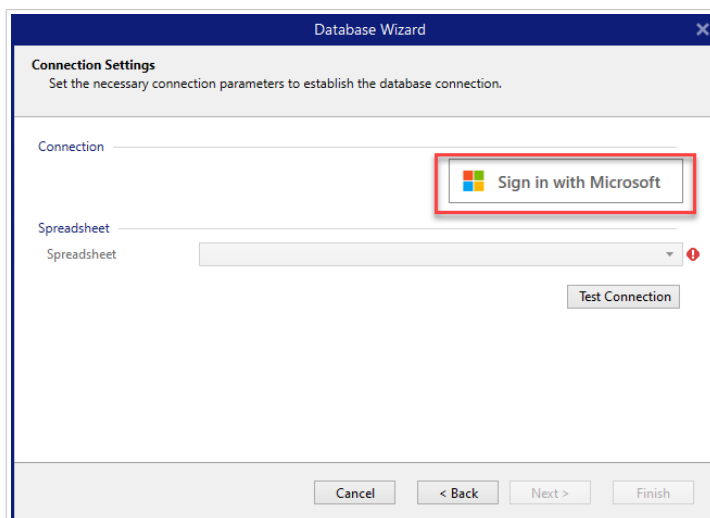 Database Wizard
Connection Settings
Set the necessary connection parameters to establish the database connection.
Connection
Sign in with Microsoft
Spreadsheet
Spreadsheet
Test Connection
Cancel
< Back
Next >
Finish